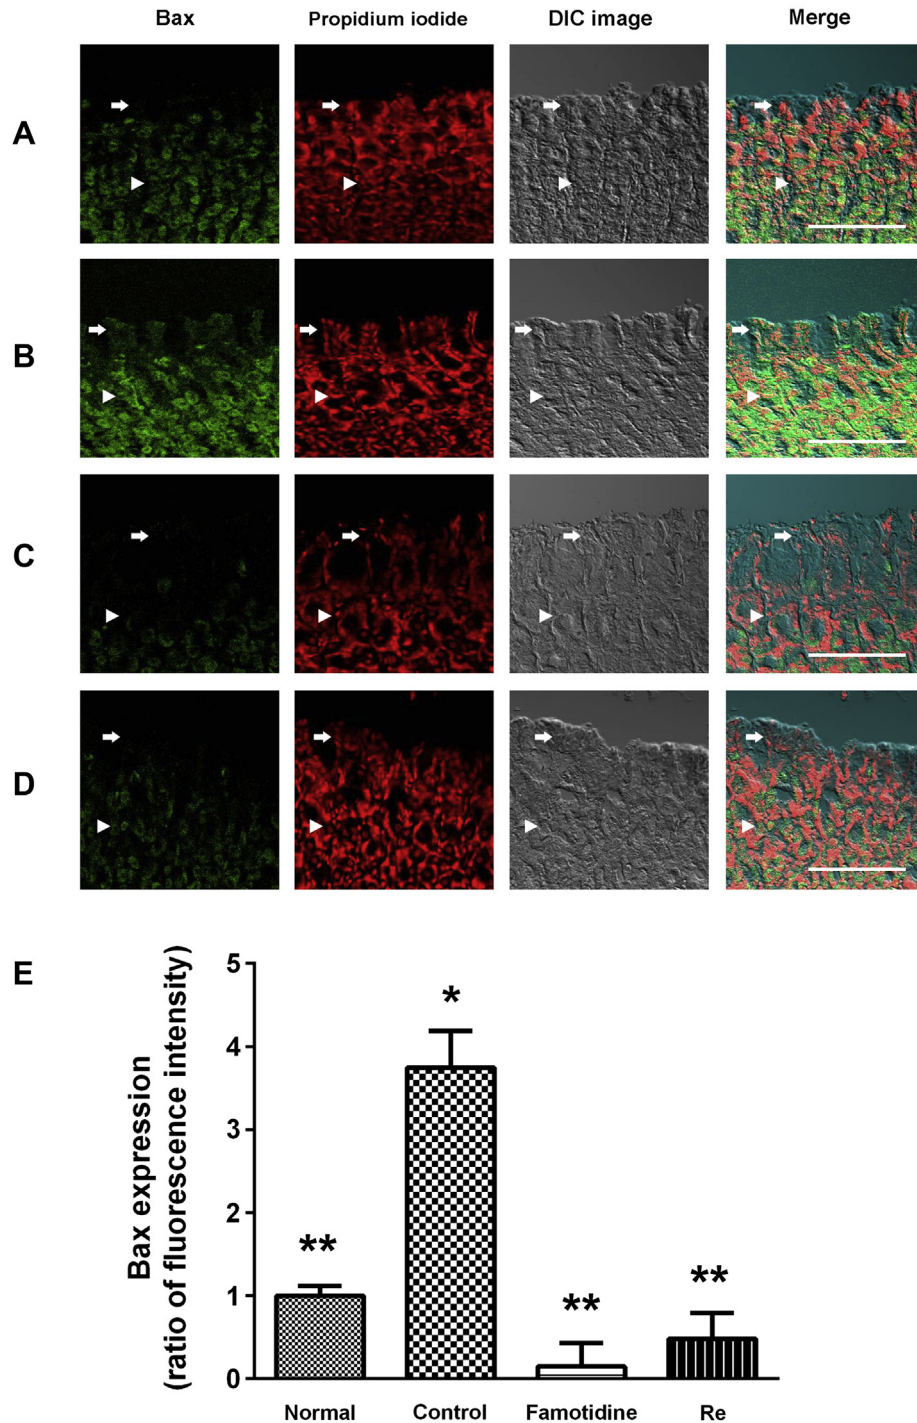 Bax Propidium iodide DIC image Merge
A
B
C
D
E
Bax expression
(ratio of fluorescence intensity)
5
4
3
2
1
0
*
**
**
**
Normal Control Famotidine Re